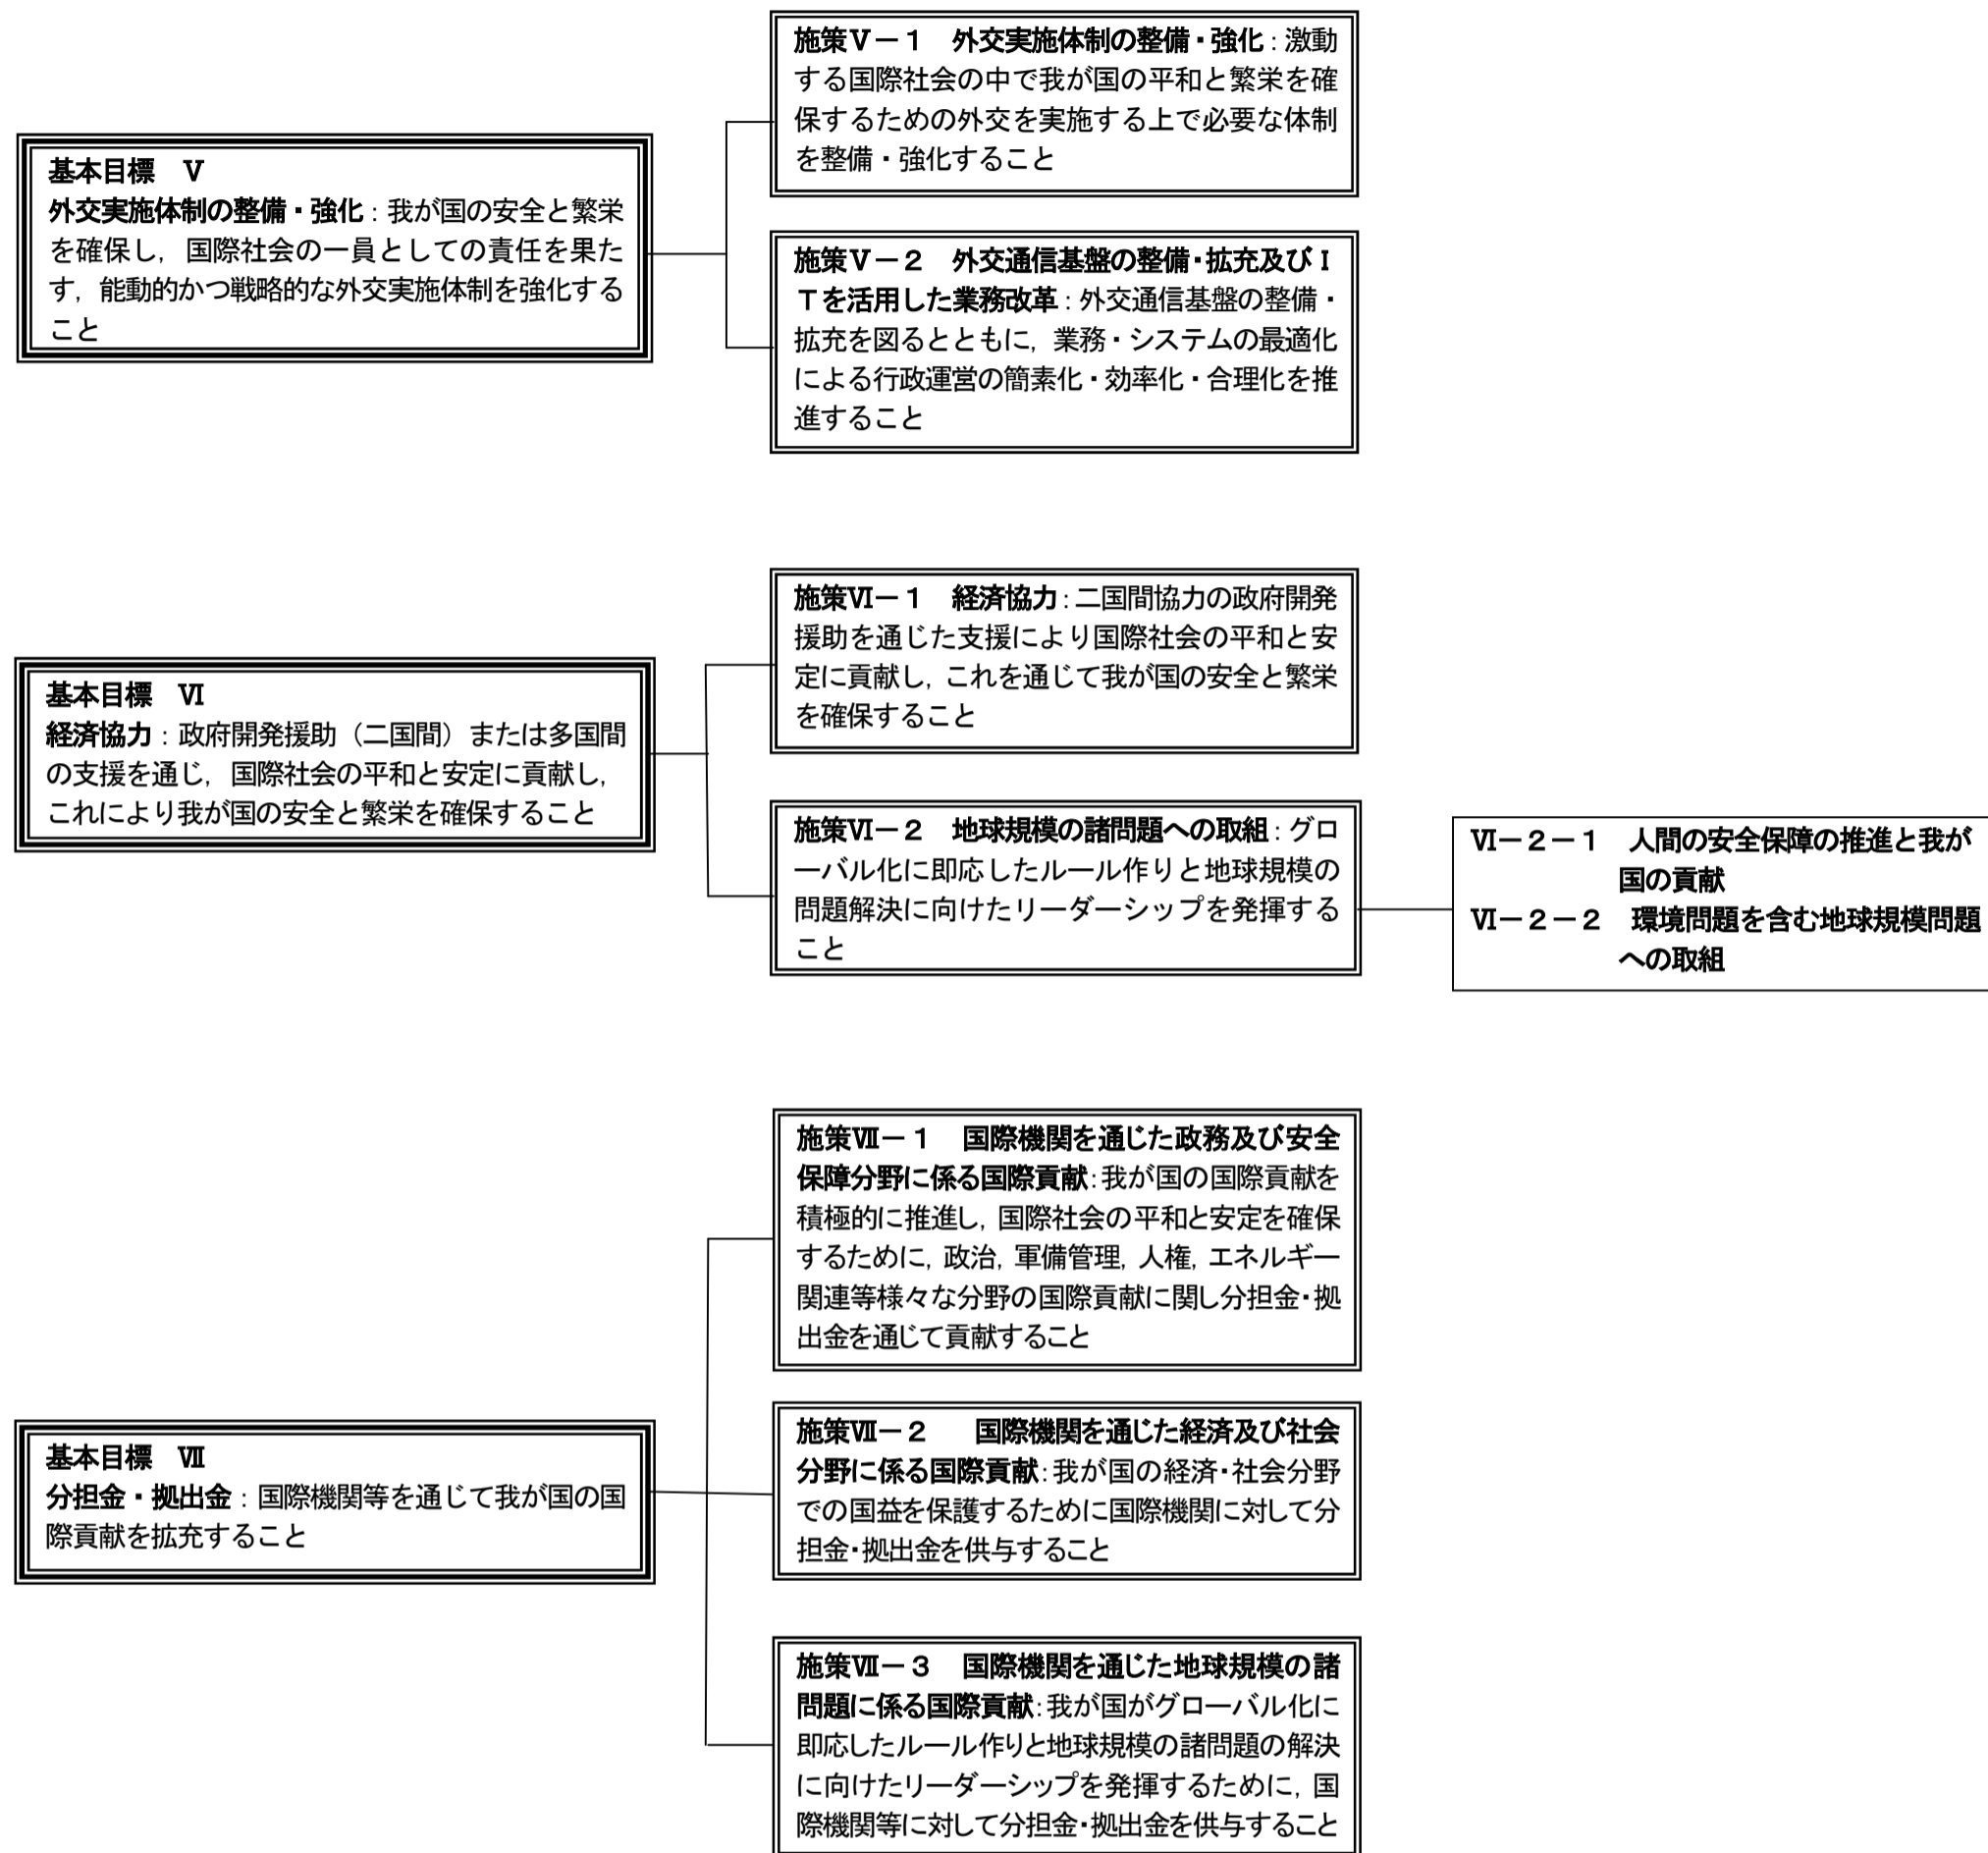 基本目標　Ⅴ
外交実施体制の整備・強化：我が国の安全と繁栄
を確保し，国際社会の一員としての責任を果た
す，能動的かつ戦略的な外交実施体制を強化する
こと
施策Ⅴ－１　外交実施体制の整備・強化：激動
する国際社会の中で我が国の平和と繁栄を確
保するための外交を実施する上で必要な体制
を整備・強化すること
施策Ⅴ－２　外交通信基盤の整備・拡充及びＩ
Ｔを活用した業務改革：外交通信基盤の整備・
拡充を図るとともに，業務・システムの最適化
による行政運営の簡素化・効率化・合理化を推
進すること
基本目標　Ⅵ
経済協力：政府開発援助（二国間）または多国間
の支援を通じ，国際社会の平和と安定に貢献し，
これにより我が国の安全と繁栄を確保すること
施策Ⅵ－１　経済協力：二国間協力の政府開発
援助を通じた支援により国際社会の平和と安
定に貢献し，これを通じて我が国の安全と繁栄
を確保すること
施策Ⅵ－２　地球規模の諸問題への取組：グロ
ーバル化に即応したルール作りと地球規模の
問題解決に向けたリーダーシップを発揮する
こと
Ⅵ－２－１　人間の安全保障の推進と我が
国の貢献
Ⅵ－２－２　環境問題を含む地球規模問題
への取組
基本目標　Ⅶ
分担金・拠出金：国際機関等を通じて我が国の国
際貢献を拡充すること
施策Ⅶ－１　国際機関を通じた政務及び安全
保障分野に係る国際貢献：我が国の国際貢献を
積極的に推進し，国際社会の平和と安定を確保
するために，政治，軍備管理，人権，エネルギー
関連等様々な分野の国際貢献に関し分担金・拠
出金を通じて貢献すること
施策Ⅶ－２　国際機関を通じた経済及び社会
分野に係る国際貢献：我が国の経済・社会分野
での国益を保護するために国際機関に対して分
担金・拠出金を供与すること
施策Ⅶ－３　国際機関を通じた地球規模の諸
問題に係る国際貢献：我が国がグローバル化に
即応したルール作りと地球規模の諸問題の解決
に向けたリーダーシップを発揮するために，国
際機関等に対して分担金・拠出金を供与すること